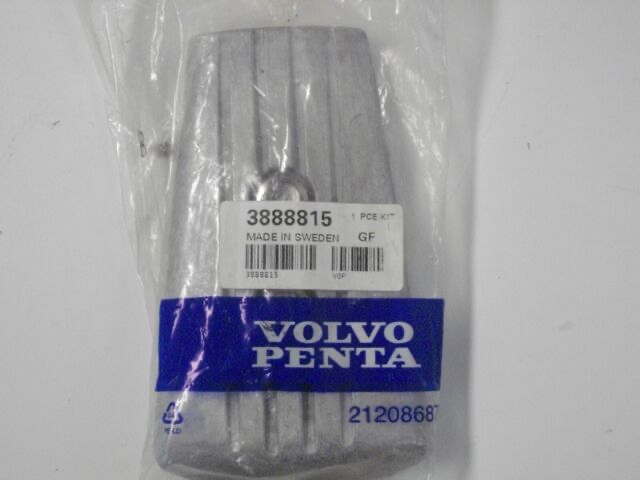 3888815 1 PCE KIT
MADE IN SWEDEN GF
3888815 VOP
VOLVO
PENTA
21208687